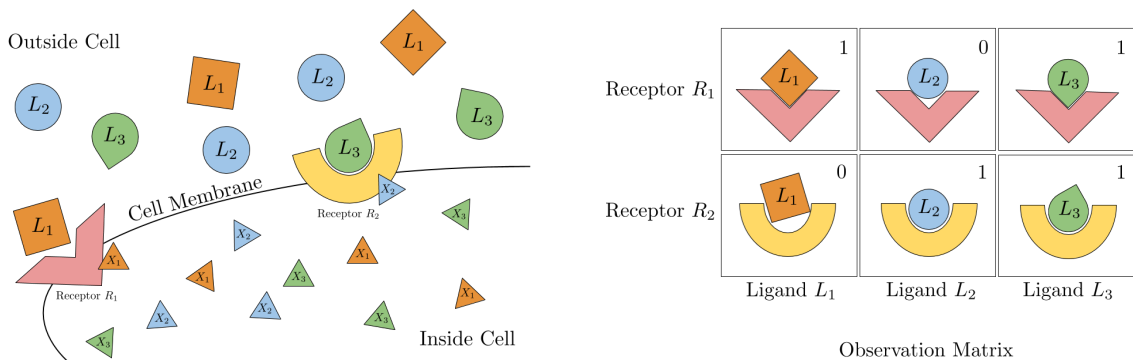 Outside Cell
L₁
L₁
L₂
L₂
L₃
L₃
L₂
L₃
L₁
Cell Membrane
X₂
Receptor R₂
X₃
X₂
X₁
X₁
Receptor R₁
X₁
X₃
X₁
X₂
X₂
X₃
X₃
Inside Cell
1
0
1
Receptor R₁
L₁
L₂
L₃
0
1
1
Receptor R₂
L₁
L₂
L₃
Ligand L₁
Ligand L₂
Ligand L₃
Observation Matrix